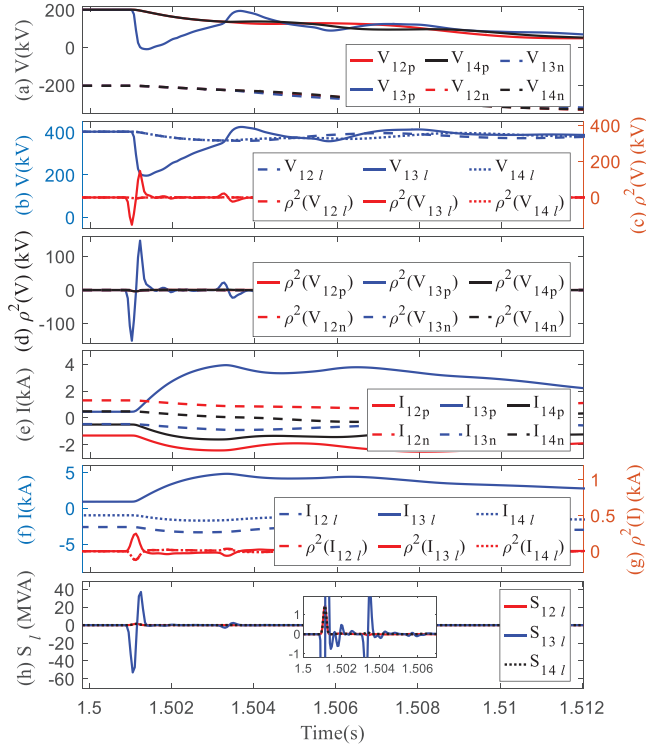 (a) V(kV)
200
0
-200
V12p V14p V13n
V13p V12n V14n
(b) V(kV)
400
200
0
V12 l V13 l V14 l
ρ²(V12 l) ρ²(V13 l) ρ²(V14 l)
400
200
0
(c) ρ²(V) (kV)
(d) ρ²(V) (kV)
100
0
-100
ρ²(V12p) ρ²(V13p) ρ²(V14p)
ρ²(V12n) ρ²(V13n) ρ²(V14n)
(e) I(kA)
4
2
0
-2
I12p I13p I14p
I12n I13n I14n
(f) I(kA)
5
0
-5
I12 l I13 l I14 l
ρ²(I12 l) ρ²(I13 l) ρ²(I14 l)
1
0.5
0
(g) ρ²(I) (kA)
(h) Sl (MVA)
40
20
0
-20
-40
-60
1
0
1.5 1.502 1.504 1.506
S12 l
S13 l
S14 l
1.5 1.502 1.504 1.506 1.508 1.51 1.512
Time(s)